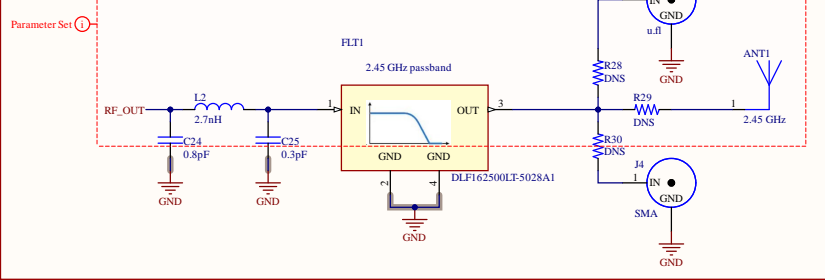 Parameter Set i
GND
u.fl
GND
FLT1
2.45 GHz passband
R28
DNS
ANT1
RF_OUT
L2
2.7nH
1
IN
OUT
3
R29
DNS
1
2.45 GHz
C24
0.8pF
C25
0.3pF
GND
GND
R30
DNS
DLF162500LT-5028A1
2
4
J4
1
IN
GND
SMA
GND
GND
GND
GND